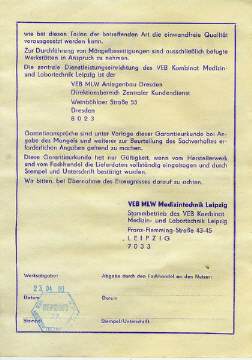 wie bei diesen Teilen der betreffenden Art die einwandfreie Qualität
vorausgesetzt werden kann.
Zur Durchführung von Mängelbeseitigungen sind ausschließlich befugte
Werkstätten in Anspruch zu nehmen.
Die zentrale Dienstleistungseinrichtung des VEB Kombinat Medizin-
und Labortechnik Leipzig ist der
VEB MLW Anlagenbau Dresden
Direktionsbereich Zentraler Kundendienst
Weinböhlaer Straße 55
Dresden
8023
Garantieansprüche sind unter Vorlage dieser Garantieurkunde bei An-
gabe des Mangels und weiterer zur Beurteilung des Sachverhaltes er-
forderlichen Angaben geltend zu machen.
Diese Garantieurkunde hat nur Gültigkeit, wenn vom Herstellerwerk
und vom Fachhandel die Lieferdaten vollständig eingetragen und durch
Stempel und Unterschrift bestätigt wurden.
Wir bitten, bei Übernahme des Erzeugnisses darauf zu achten.
VEB MLW Medizintechnik Leipzig
Stammbetrieb des VEB Kombinat
Medizin- und Labortechnik Leipzig
Franz-Flemming-Straße 43-45
LEIPZIG
7033
Werksabgabe: Abgabe durch den Fachhandel an den Nutzer:
23. 04. 90
Datum Datum
Stempel Stempel/Unterschrift